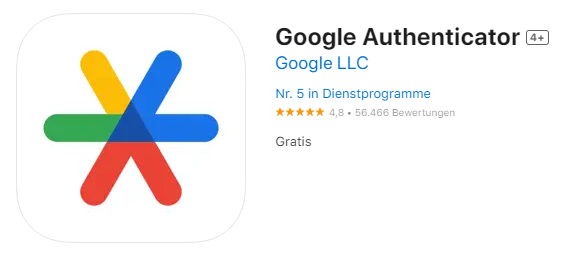 Google Authenticator 4+
Google LLC
Nr. 5 in Dienstprogramme
★★★★★ 4,8 • 56.466 Bewertungen
Gratis